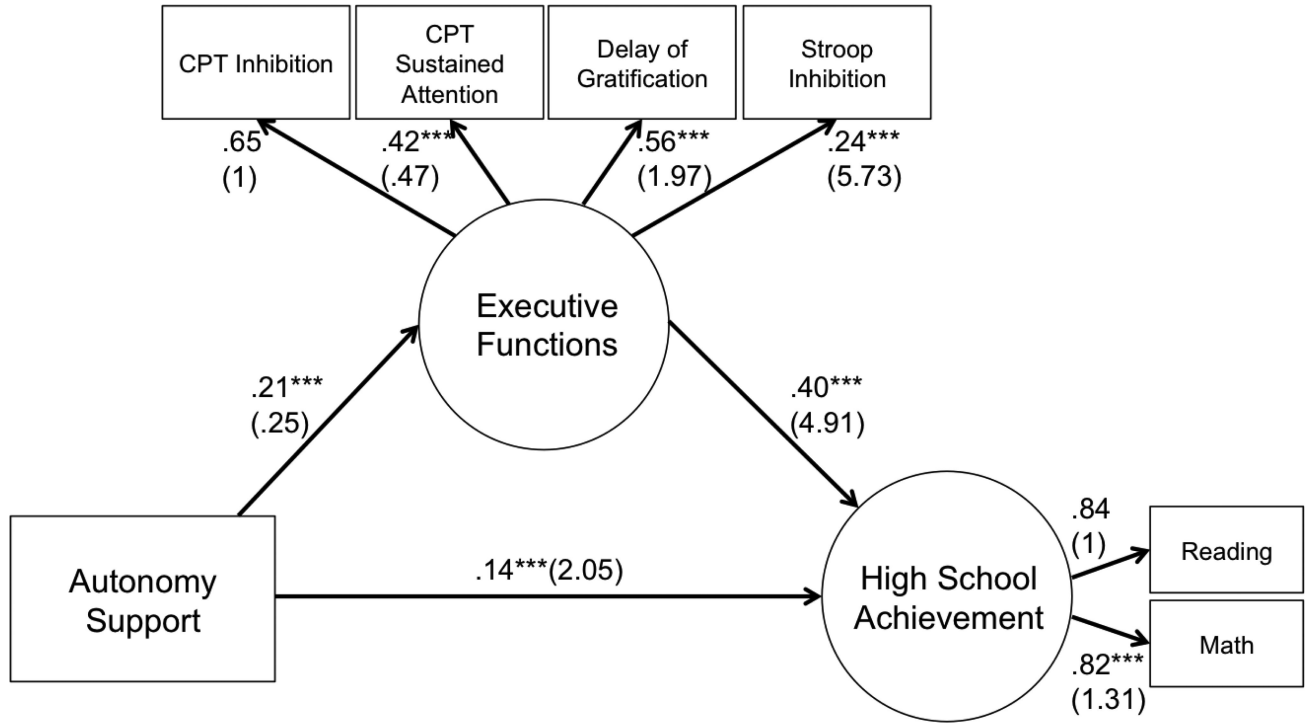 CPT Inhibition
CPT
Sustained
Attention
Delay of
Gratification
Stroop
Inhibition
.65
(1)
.42***
(.47)
.56***
(1.97)
.24***
(5.73)
Executive
Functions
.21***
(.25)
.40***
(4.91)
Autonomy
Support
.14***(2.05)
High School
Achievement
.84
(1)
Reading
Math
.82***
(1.31)